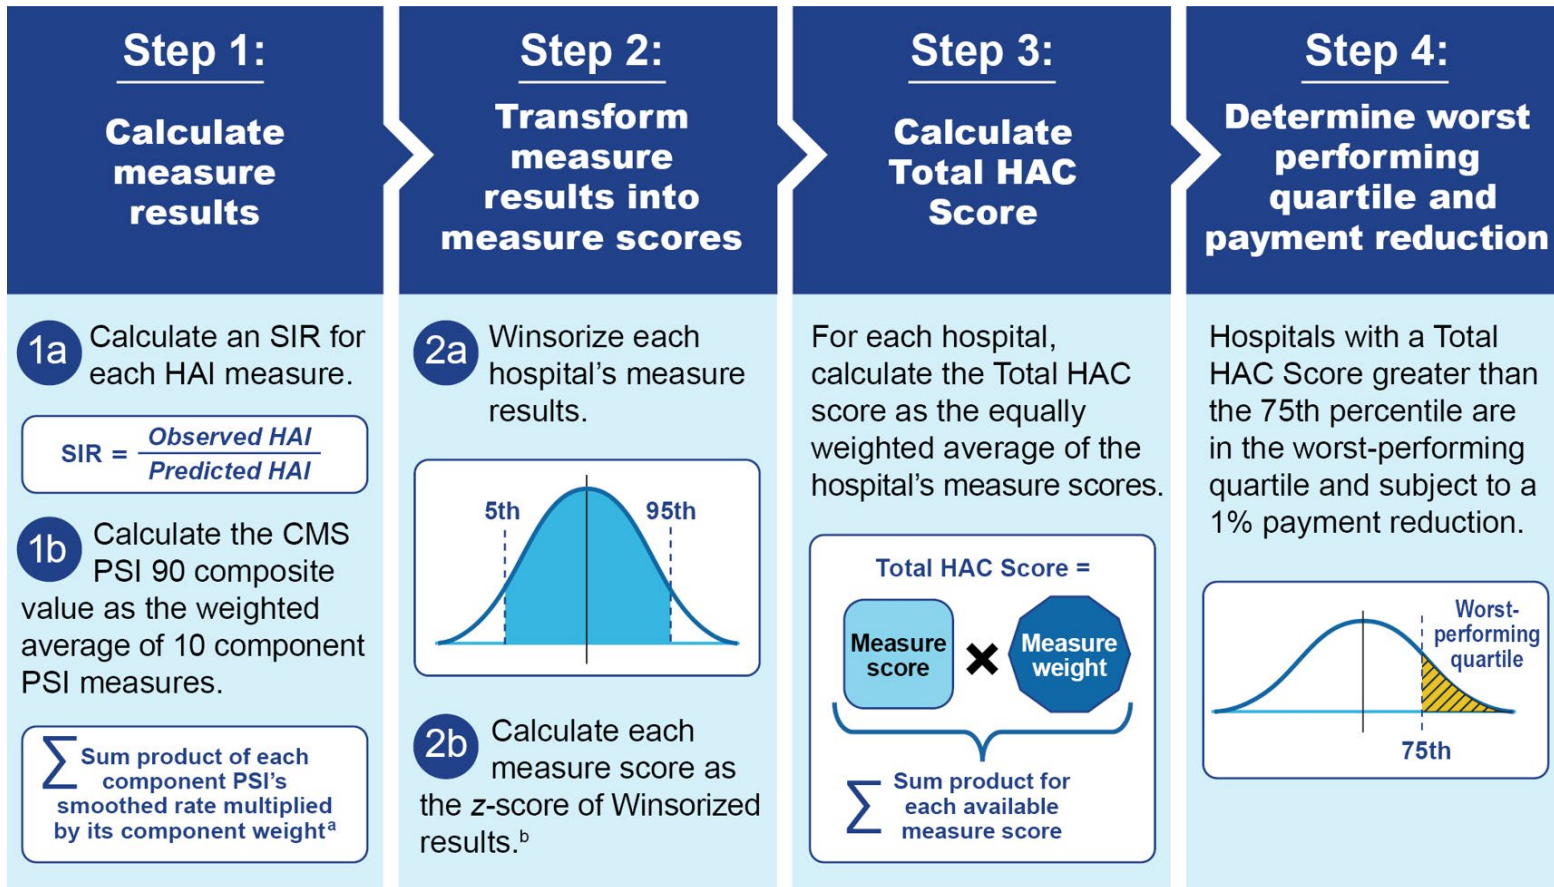 Step 1:
Calculate
measure
results
1a Calculate an SIR for
each HAI measure.
SIR = Observed HAI
Predicted HAI
1b Calculate the CMS
PSI 90 composite
value as the weighted
average of 10 component
PSI measures.
∑ Sum product of each
component PSI's
smoothed rate multiplied
by its component weightᵃ
Step 2:
Transform
measure
results into
measure scores
2a Winsorize each
hospital's measure
results.
5th 95th
2b Calculate each
measure score as
the z-score of Winsorized
results.ᵇ
Step 3:
Calculate
Total HAC
Score
For each hospital,
calculate the Total HAC
score as the equally
weighted average of the
hospital's measure scores.
Total HAC Score =
Measure
score
×
Measure
weight
∑ Sum product for
each available
measure score
Step 4:
Determine worst
performing
quartile and
payment reduction
Hospitals with a Total
HAC Score greater than
the 75th percentile are
in the worst-performing
quartile and subject to a
1% payment reduction.
Worst-
performing
quartile
75th